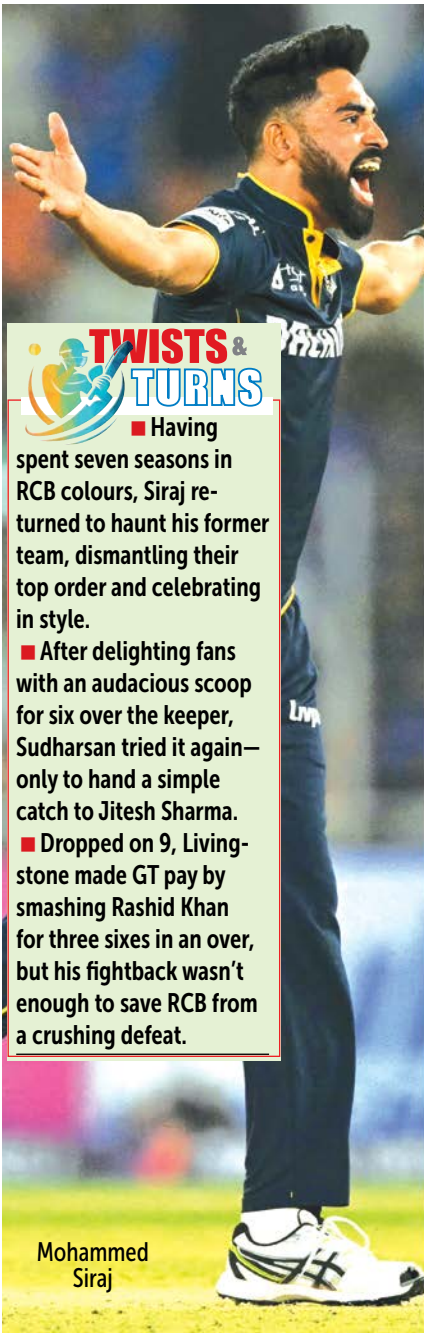 TWISTS &
TURNS
■ Having
spent seven seasons in
RCB colours, Siraj re-
turned to haunt his former
team, dismantling their
top order and celebrating
in style.
■ After delighting fans
with an audacious scoop
for six over the keeper,
Sudharsan tried it again—
only to hand a simple
catch to Jitesh Sharma.
■ Dropped on 9, Living-
stone made GT pay by
smashing Rashid Khan
for three sixes in an over,
but his fightback wasn't
enough to save RCB from
a crushing defeat.
Mohammed
Siraj